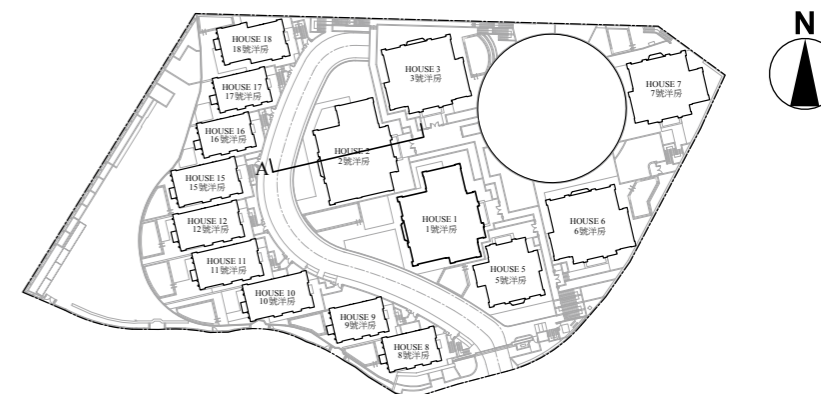 N
HOUSE 18
18號洋房
HOUSE 3
3號洋房
HOUSE 17
17號洋房
HOUSE 7
7號洋房
HOUSE 16
16號洋房
HOUSE 2
2號洋房
A
HOUSE 15
15號洋房
HOUSE 12
12號洋房
HOUSE 1
1號洋房
HOUSE 6
6號洋房
HOUSE 11
11號洋房
HOUSE 5
5號洋房
HOUSE 10
10號洋房
HOUSE 9
9號洋房
HOUSE 8
8號洋房